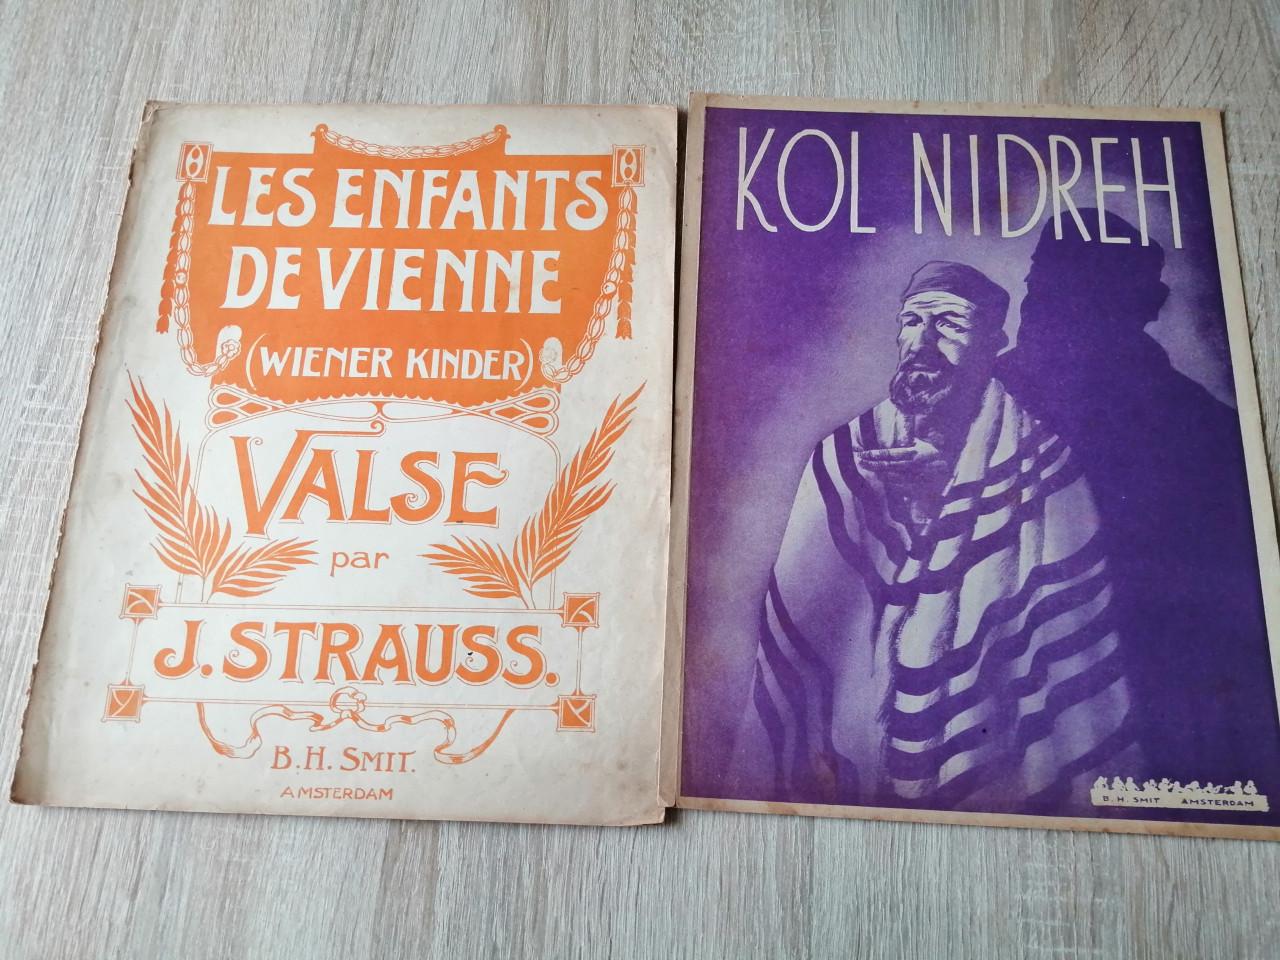 LES ENFANTS
DE VIENNE
(WIENER KINDER)
VALSE
par
J. STRAUSS.
B. H. SMIT.
AMSTERDAM
KOL NIDREH
B. H. SMIT AMSTERDAM